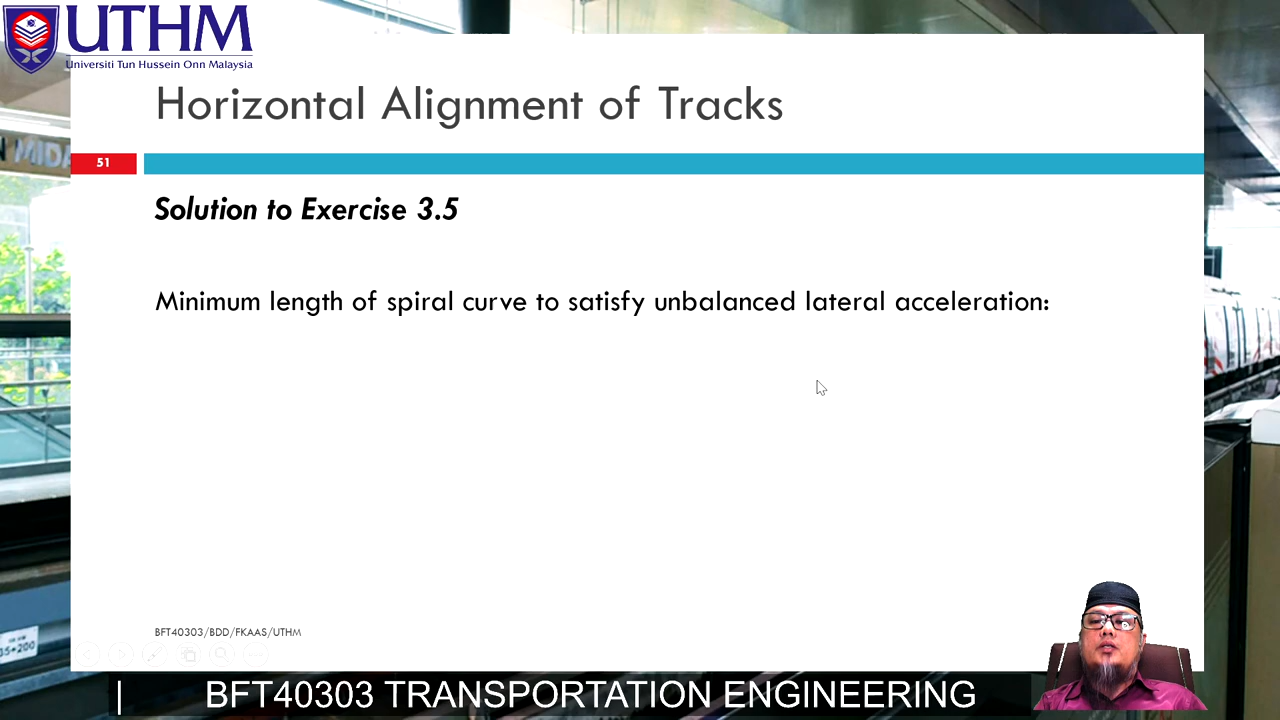 UTHM
Universiti Tun Hussein Onn Malaysia
MIDA
Horizontal Alignment of Tracks
51
Solution to Exercise 3.5
Minimum length of spiral curve to satisfy unbalanced lateral acceleration:
BFT40303/BDD/FKAAS/UTHM
BFT40303 TRANSPORTATION ENGINEERING